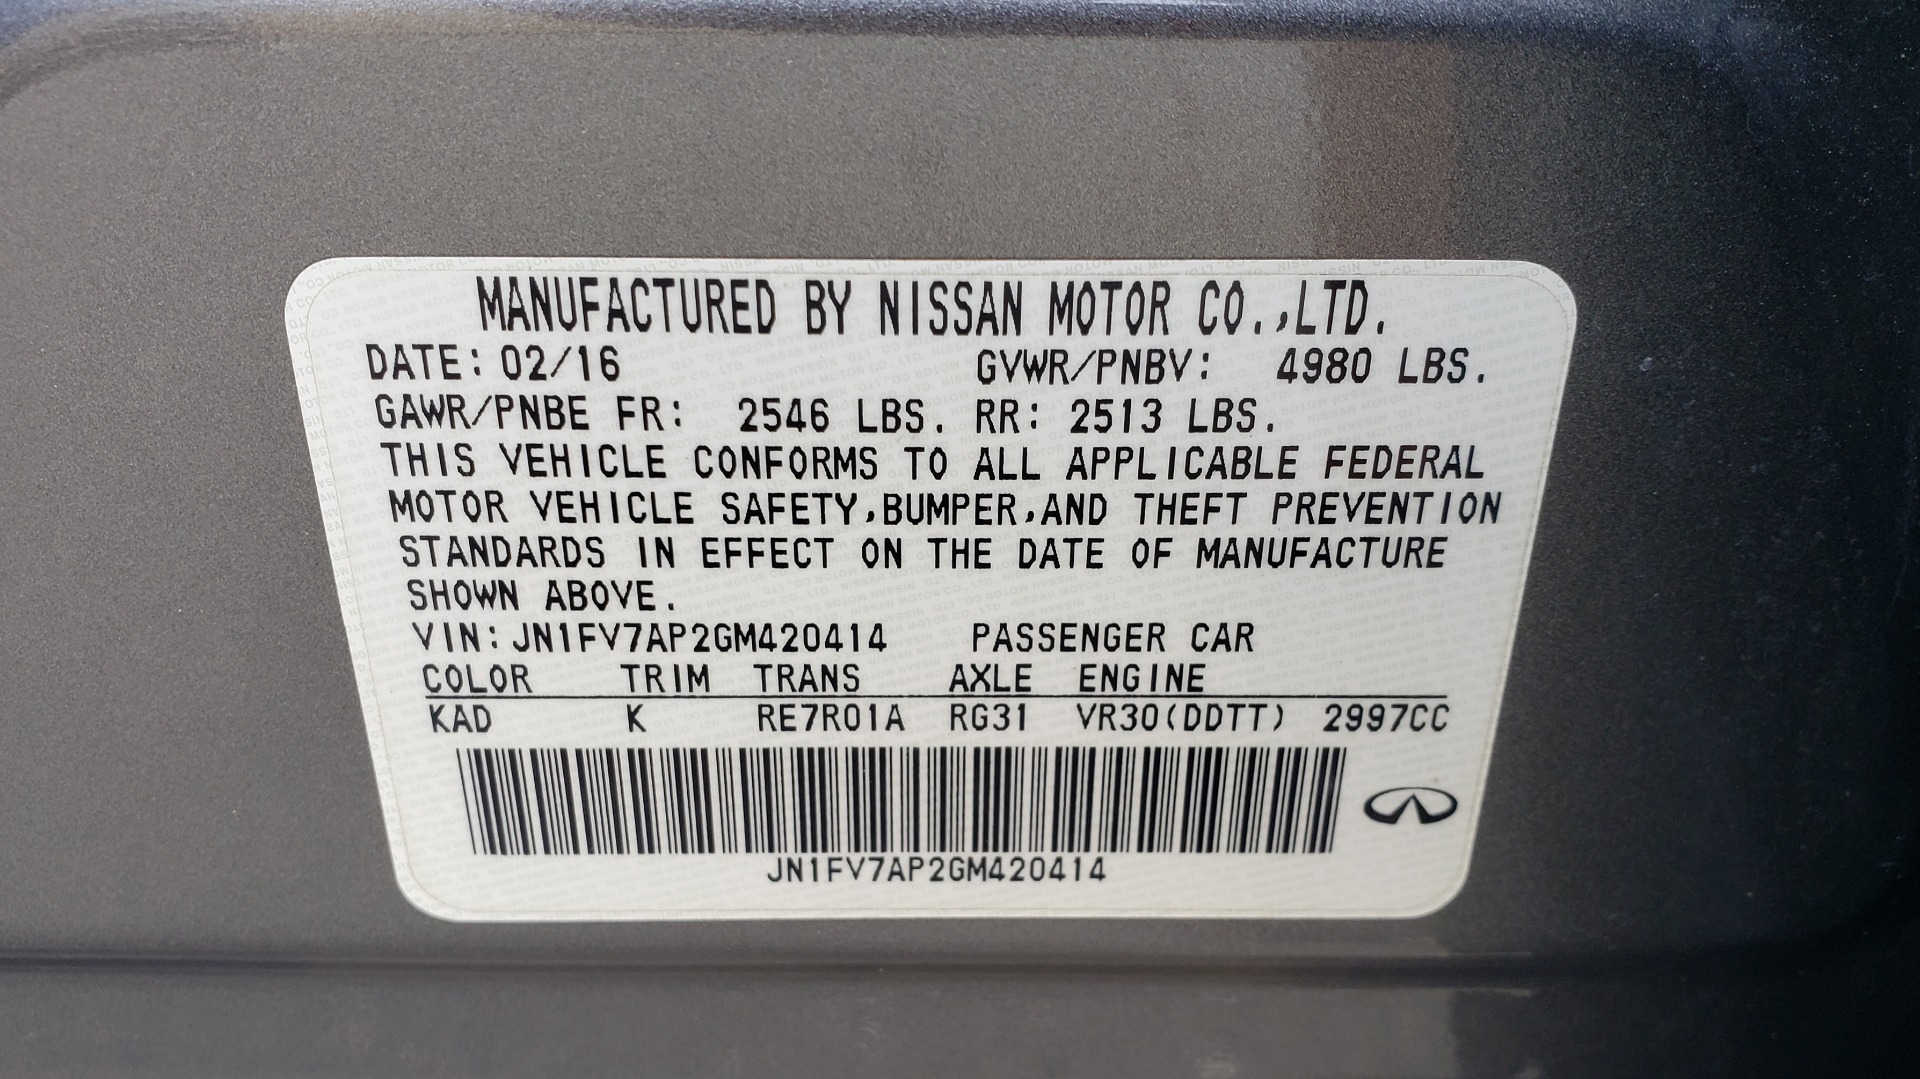 MANUFACTURED BY NISSAN MOTOR CO.,LTD.
DATE: 02/16 GVWR/PNBV: 4980 LBS.
GAWR/PNBE FR: 2546 LBS. RR: 2513 LBS.
THIS VEHICLE CONFORMS TO ALL APPLICABLE FEDERAL
MOTOR VEHICLE SAFETY,BUMPER,AND THEFT PREVENTION
STANDARDS IN EFFECT ON THE DATE OF MANUFACTURE
SHOWN ABOVE.
VIN: JN1FV7AP2GM420414 PASSENGER CAR
COLOR TRIM TRANS AXLE ENGINE
KAD K RE7R01A RG31 VR30(DDTT) 2997CC
JN1FV7AP2GM420414